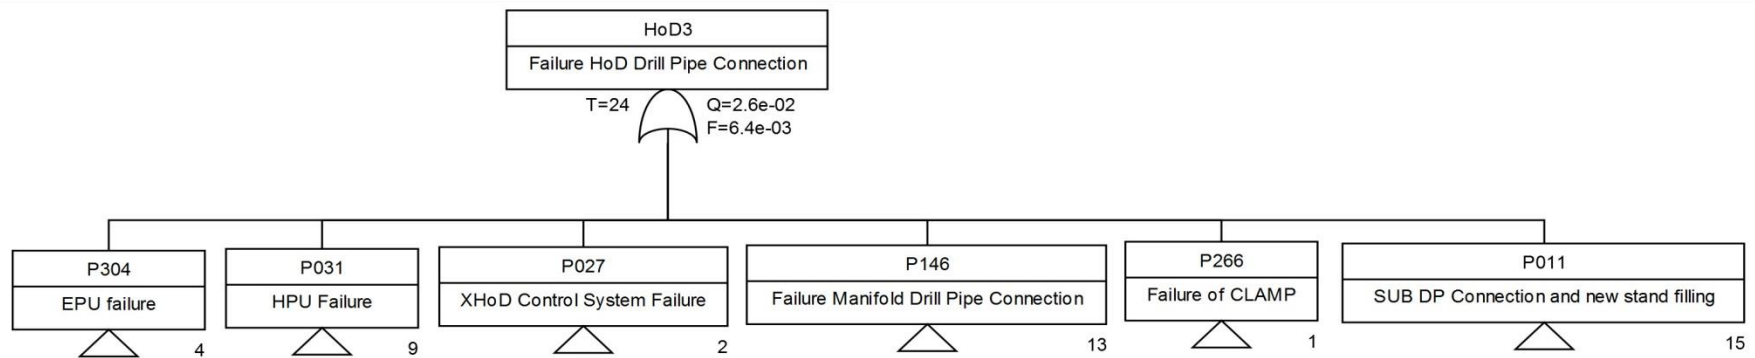 HoD3
Failure HoD Drill Pipe Connection
T=24
Q=2.6e-02
F=6.4e-03
P304
EPU failure
4
P031
HPU Failure
9
P027
XHoD Control System Failure
2
P146
Failure Manifold Drill Pipe Connection
13
P266
Failure of CLAMP
1
P011
SUB DP Connection and new stand filling
15